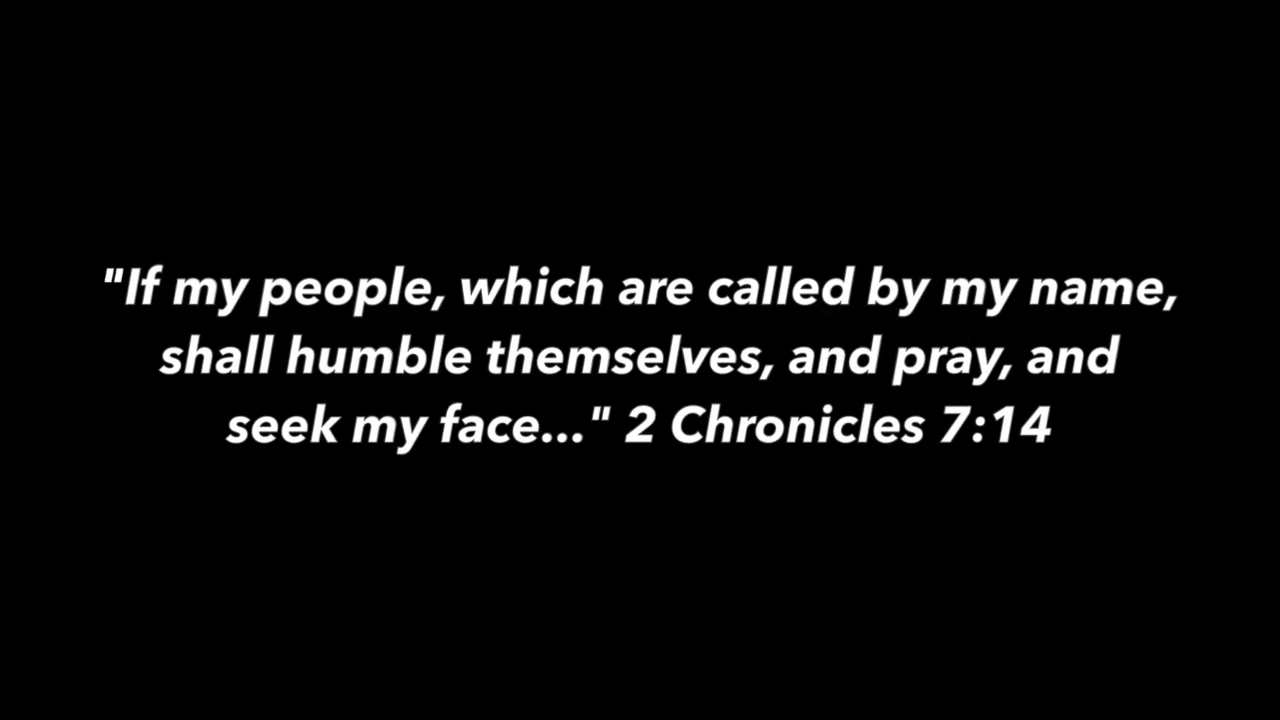 "If my people, which are called by my name,
shall humble themselves, and pray, and
seek my face..." 2 Chronicles 7:14